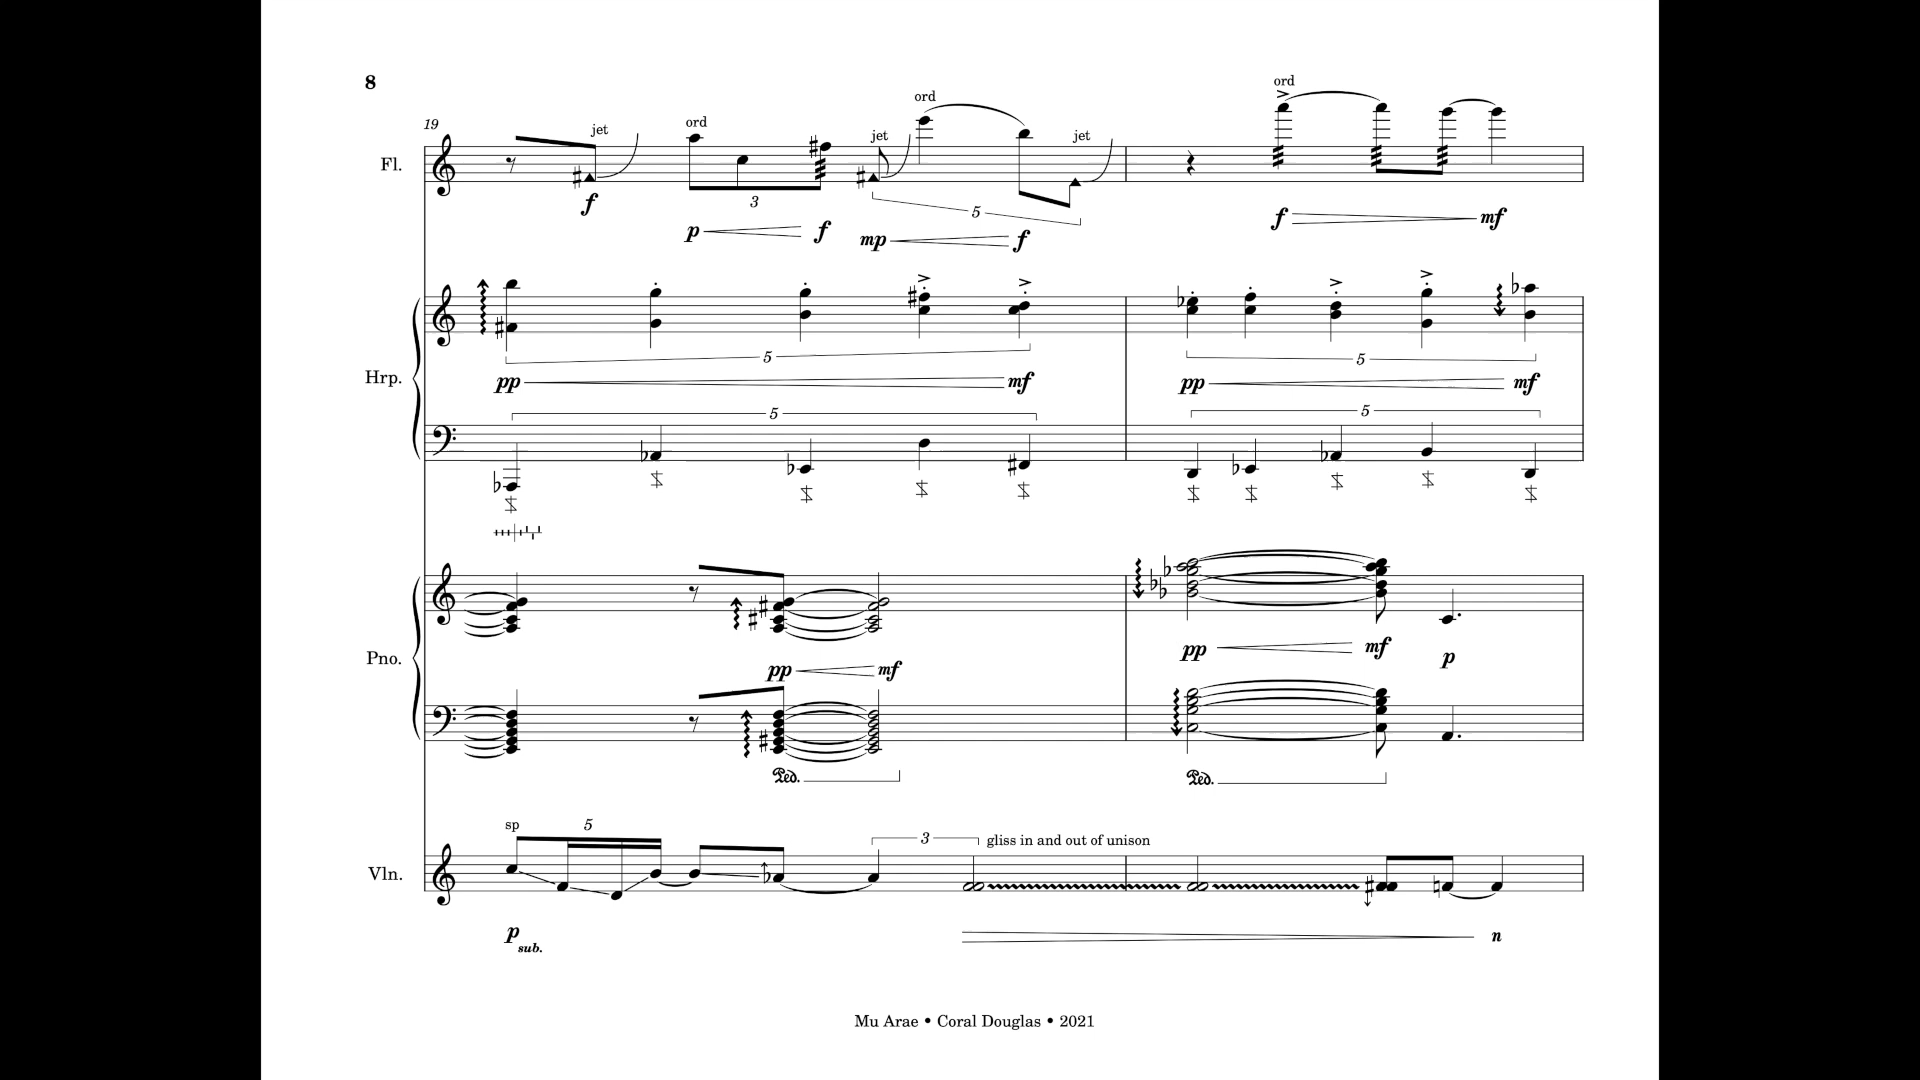 8
19
jet ord jet ord jet ord
Fl.
f 3 5
p f mp f f mf
Hrp.
5 5
pp mf pp mf
5 5
Pno.
pp mf pp mf p
Ped. Ped.
sp 5 3 gliss in and out of unison
Vln.
p sub. n
Mu Arae • Coral Douglas • 2021